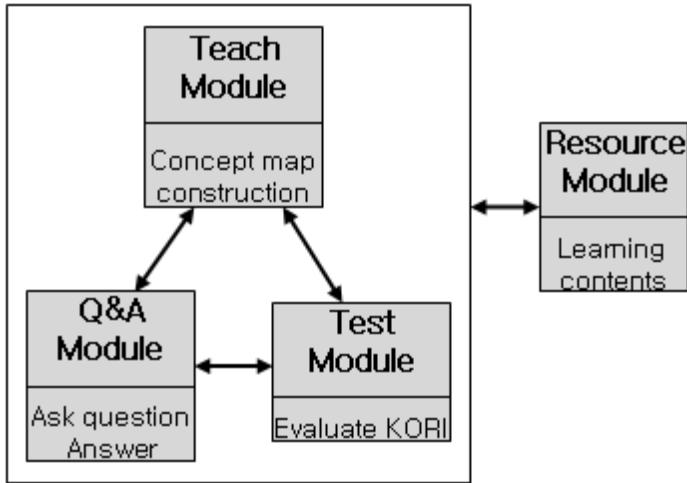 Teach
Module
Concept map
construction
Resource
Module
Learning
contents
Q&A
Module
Ask question
Answer
Test
Module
Evaluate KORI